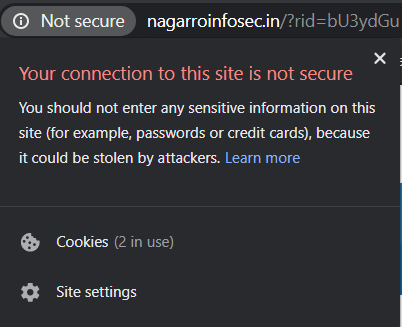 Not secure nagarroinfosec.in/?rid=bU3ydGu
Your connection to this site is not secure
You should not enter any sensitive information on this
site (for example, passwords or credit cards), because
it could be stolen by attackers. Learn more
Cookies (2 in use)
Site settings